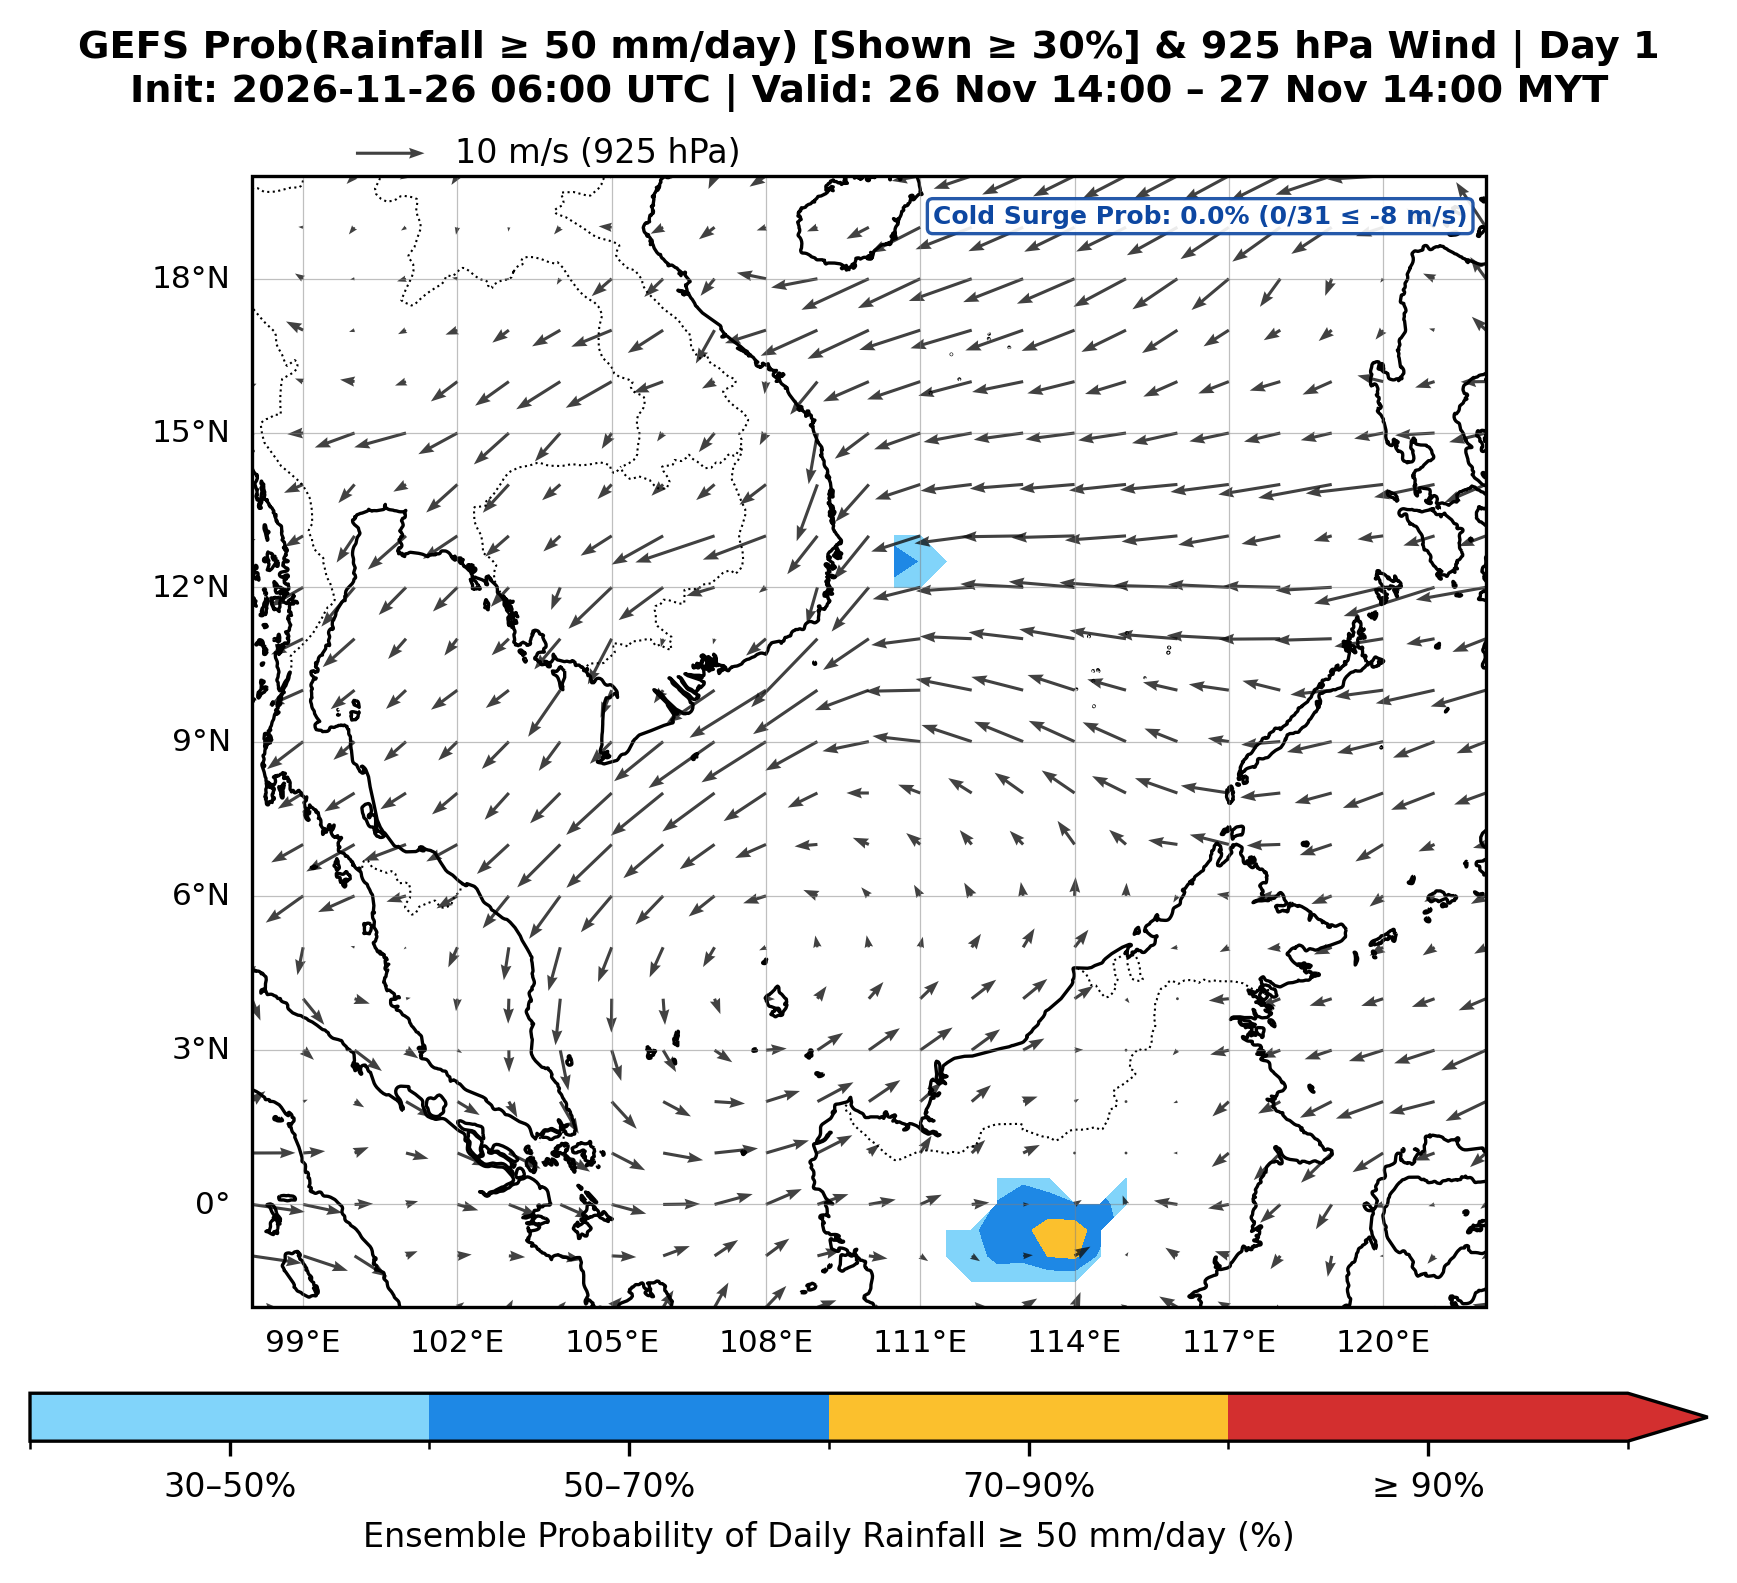 GEFS Prob(Rainfall ≥ 50 mm/day) [Shown ≥ 30%] & 925 hPa Wind | Day 1
Init: 2026-11-26 06:00 UTC | Valid: 26 Nov 14:00 – 27 Nov 14:00 MYT
10 m/s (925 hPa)
Cold Surge Prob: 0.0% (0/31 ≤ -8 m/s)
18°N
15°N
12°N
9°N
6°N
3°N
0°
99°E 102°E 105°E 108°E 111°E 114°E 117°E 120°E
30–50% 50–70% 70–90% ≥ 90%
Ensemble Probability of Daily Rainfall ≥ 50 mm/day (%)